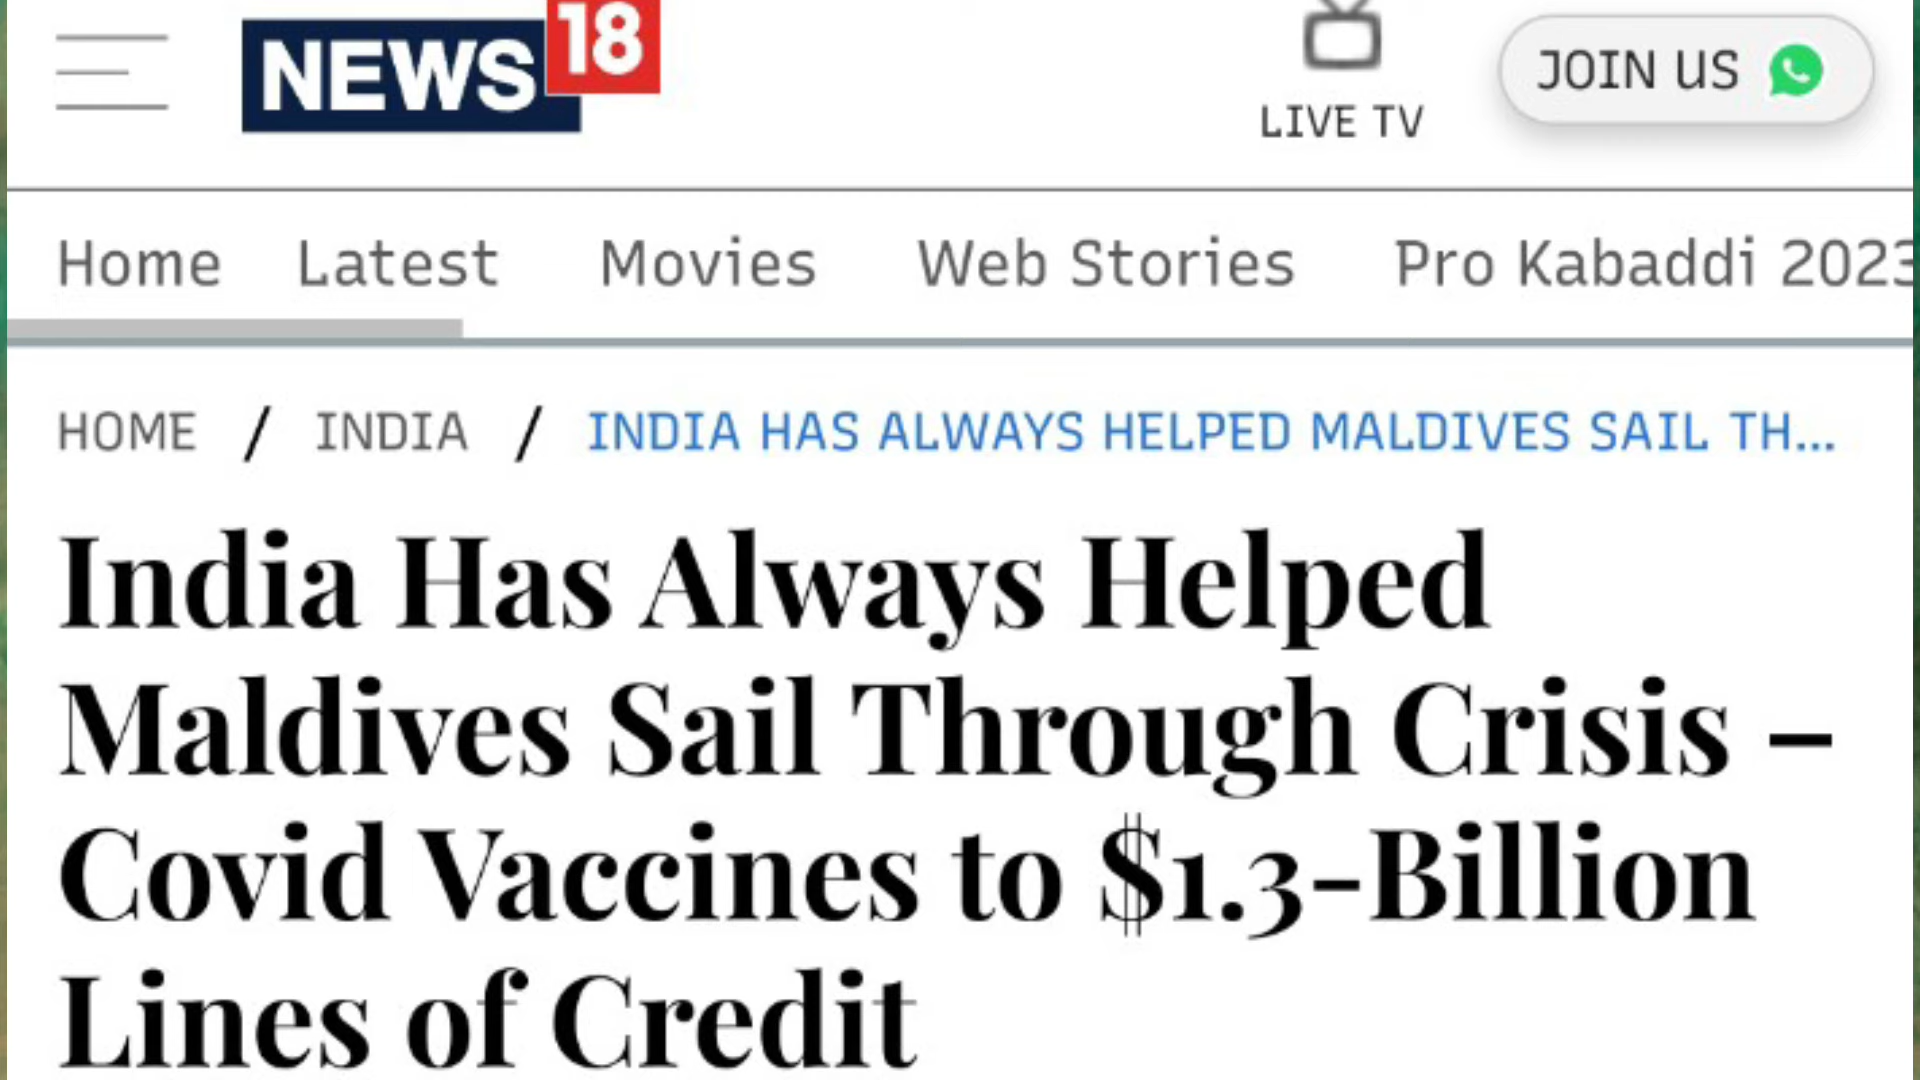 NEWS 18
LIVE TV
JOIN US
Home Latest Movies Web Stories Pro Kabaddi 2023
HOME / INDIA / INDIA HAS ALWAYS HELPED MALDIVES SAIL TH...
India Has Always Helped
Maldives Sail Through Crisis –
Covid Vaccines to $1.3-Billion
Lines of Credit